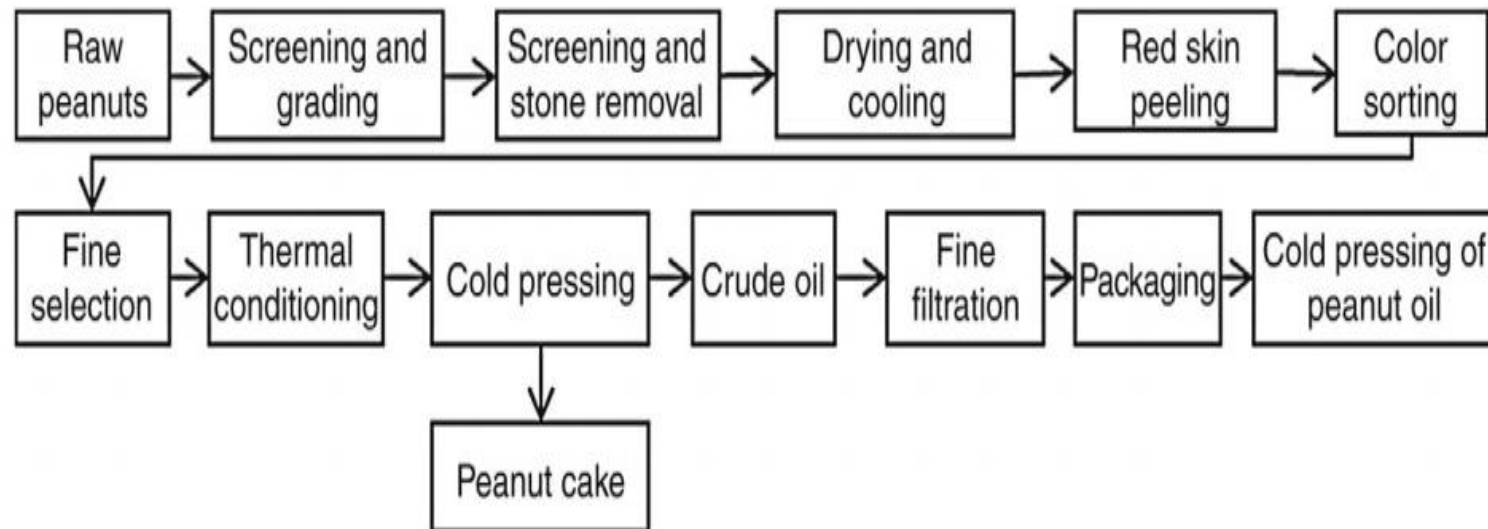 Raw
peanuts
Screening and
grading
Screening and
stone removal
Drying and
cooling
Red skin
peeling
Color
sorting
Fine
selection
Thermal
conditioning
Cold pressing
Crude oil
Fine
filtration
Packaging
Cold pressing of
peanut oil
Peanut cake